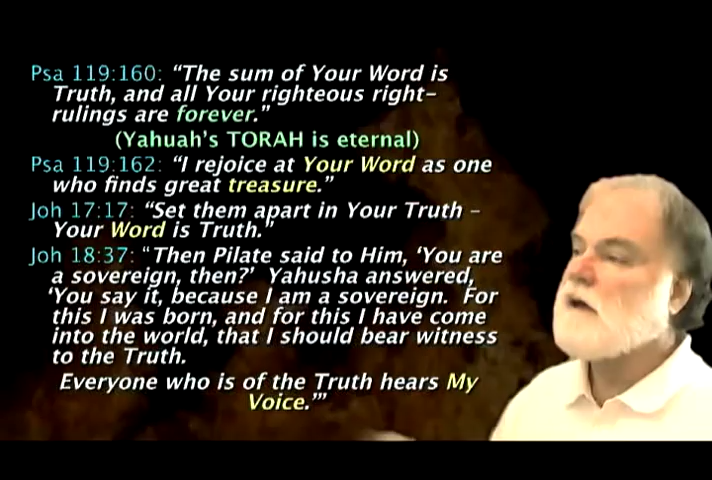 Psa 119:160: “The sum of Your Word is
Truth, and all Your righteous right-
rulings are forever.”
(Yahuah’s TORAH is eternal)
Psa 119:162: “I rejoice at Your Word as one
who finds great treasure.”
Joh 17:17: “Set them apart in Your Truth –
Your Word is Truth.”
Joh 18:37: “Then Pilate said to Him, ‘You are
a sovereign, then?’ Yahusha answered,
‘You say it, because I am a sovereign. For
this I was born, and for this I have come
into the world, that I should bear witness
to the Truth.
Everyone who is of the Truth hears My
Voice.’”